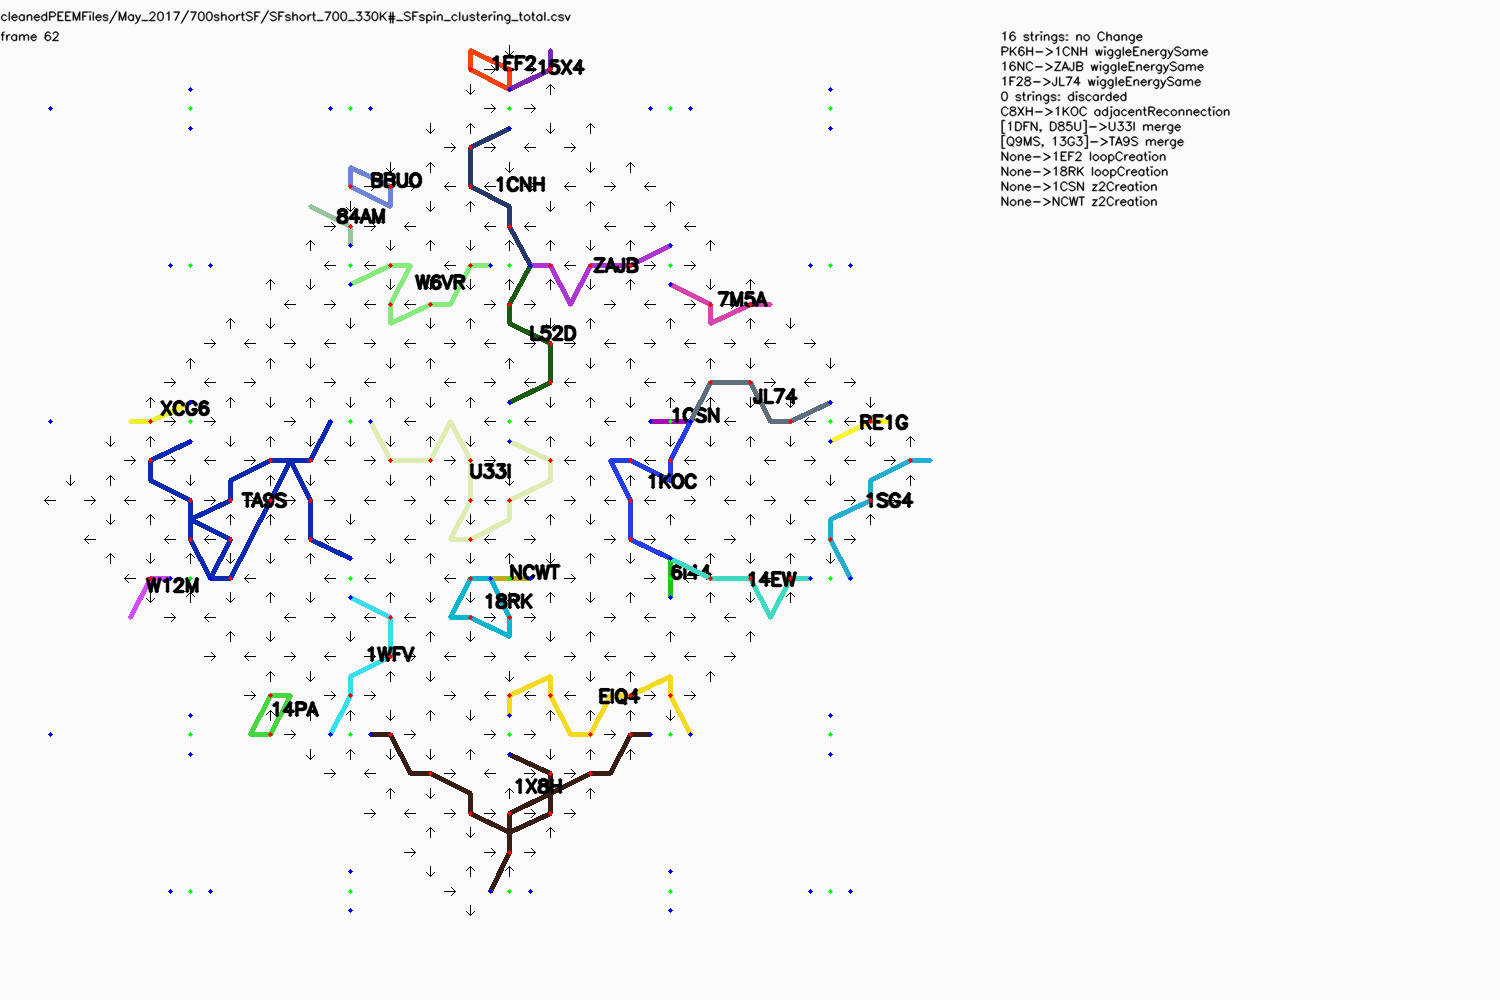 cleanedPEEMFiles/May_2017/700shortSF/SFshort_700_330K#_SFspin_clustering_total.csv
frame 62
16 strings: no Change
PK6H->1CNH wiggleEnergySame
16NC->ZAJB wiggleEnergySame
1F28->JL74 wiggleEnergySame
0 strings: discarded
C8XH->1KOC adjacentReconnection
[1DFN, D85U]->U33I merge
[Q9MS, 13G3]->TA9S merge
None->1EF2 loopCreation
None->18RK loopCreation
None->1CSN z2Creation
None->NCWT z2Creation
1EF2
15X4
BBUO
1CNH
84AM
ZAJB
W6VR
7M5A
L52D
JL74
XCG6
1CSN
RE1G
U33I
1KOC
TA9S
1SG4
NCWT
14EW
W12M
18RK
1WFV
EIQ4
14PA
1X8H